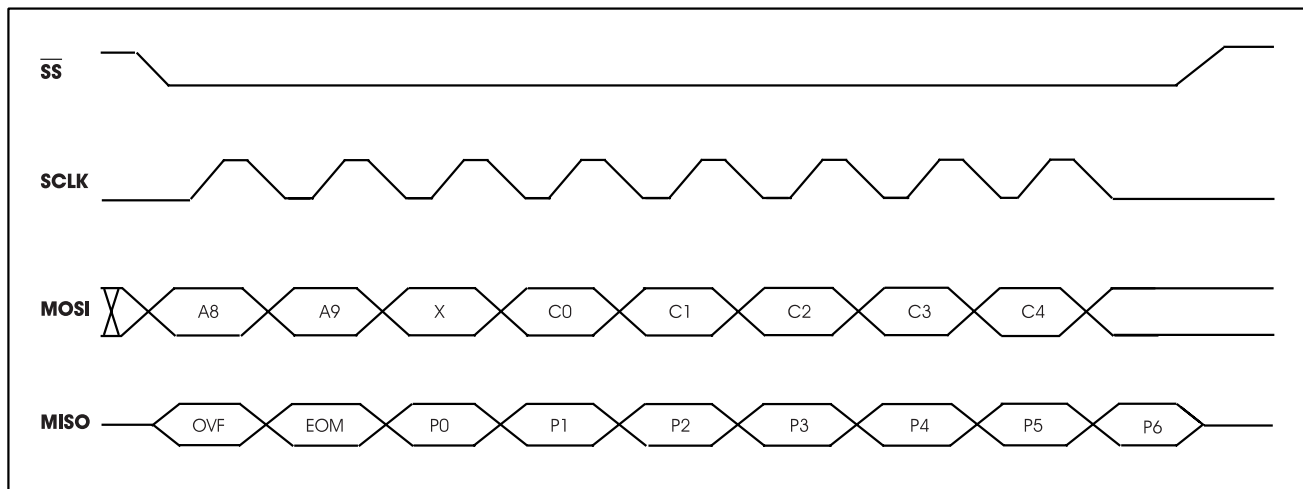 SS
SCLK
MOSI A8 A9 X C0 C1 C2 C3 C4
MISO OVF EOM P0 P1 P2 P3 P4 P5 P6